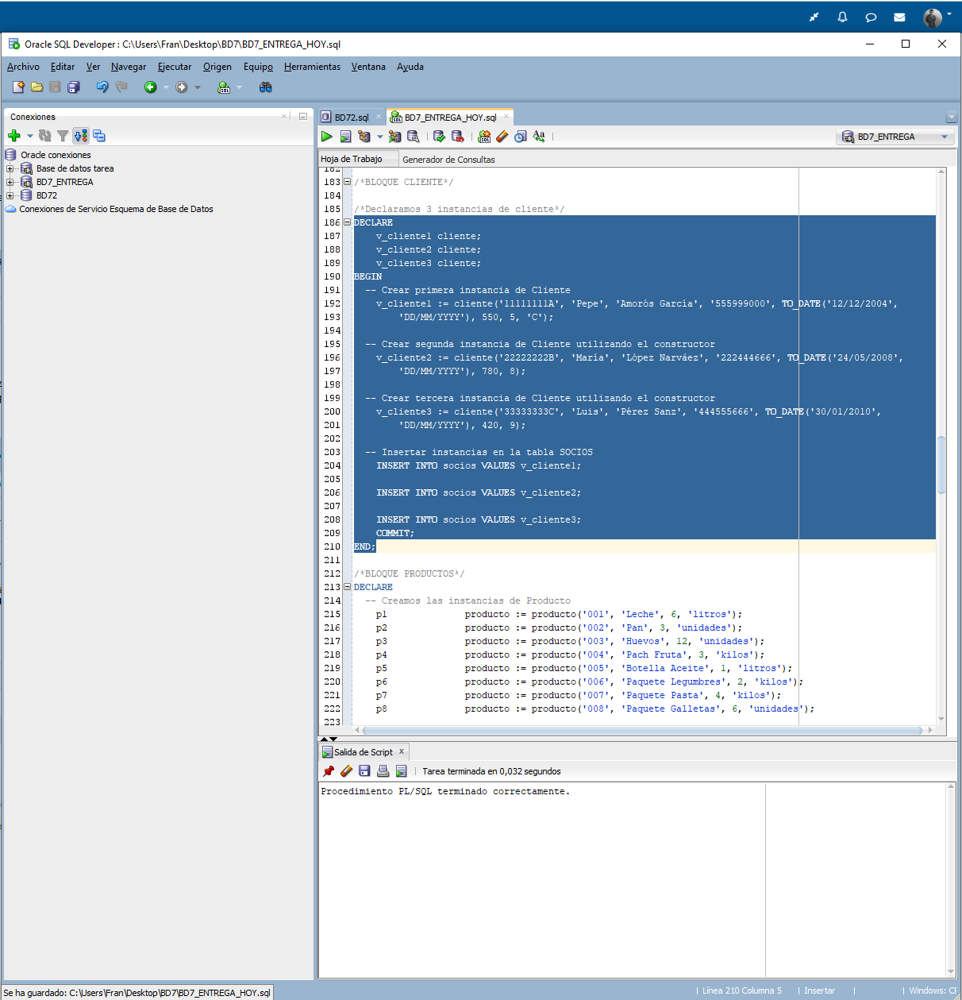 Oracle SQL Developer : C:\Users\Fran\Desktop\BD7\BD7_ENTREGA_HOY.sql
Archivo Editar Ver Navegar Ejecutar Origen Equipo Herramientas Ventana Ayuda
Conexiones
Oracle conexiones
Base de datos tarea
BD7_ENTREGA
BD72
Conexiones de Servicio Esquema de Base de Datos
BD72.sql
BD7_ENTREGA_HOY.sql
BD7_ENTREGA
Hoja de Trabajo Generador de Consultas
182
183 /*BLOQUE CLIENTE*/
184
185 /*Declaramos 3 instancias de cliente*/
186 DECLARE
187 v_cliente1 cliente;
188 v_cliente2 cliente;
189 v_cliente3 cliente;
190 BEGIN
191 -- Crear primera instancia de Cliente
192 v_cliente1 := cliente('11111111A', 'Pepe', 'Amorós García', '555999000', TO_DATE('12/12/2004',
193 'DD/MM/YYYY'), 550, 5, 'C');
194
195 -- Crear segunda instancia de Cliente utilizando el constructor
196 v_cliente2 := cliente('22222222B', 'María', 'López Narváez', '222444666', TO_DATE('24/05/2008',
197 'DD/MM/YYYY'), 780, 8);
198
199 -- Crear tercera instancia de Cliente utilizando el constructor
200 v_cliente3 := cliente('33333333C', 'Luis', 'Pérez Sanz', '444555666', TO_DATE('30/01/2010',
201 'DD/MM/YYYY'), 420, 9);
202
203 -- Insertar instancias en la tabla SOCIOS
204 INSERT INTO socios VALUES v_cliente1;
205
206 INSERT INTO socios VALUES v_cliente2;
207
208 INSERT INTO socios VALUES v_cliente3;
209 COMMIT;
210 END;
211
212 /*BLOQUE PRODUCTOS*/
213 DECLARE
214 -- Creamos las instancias de Producto
215 p1 producto := producto('001', 'Leche', 6, 'litros');
216 p2 producto := producto('002', 'Pan', 3, 'unidades');
217 p3 producto := producto('003', 'Huevos', 12, 'unidades');
218 p4 producto := producto('004', 'Pach Fruta', 3, 'kilos');
219 p5 producto := producto('005', 'Botella Aceite', 1, 'litros');
220 p6 producto := producto('006', 'Paquete Legumbres', 2, 'kilos');
221 p7 producto := producto('007', 'Paquete Pasta', 4, 'kilos');
222 p8 producto := producto('008', 'Paquete Galletas', 6, 'unidades');
223
Salida de Script
Tarea terminada en 0,032 segundos
Procedimiento PL/SQL terminado correctamente.
Se ha guardado: C:\Users\Fran\Desktop\BD7\BD7_ENTREGA_HOY.sql
Línea 210 Columna 5 | Insertar | | Windows: